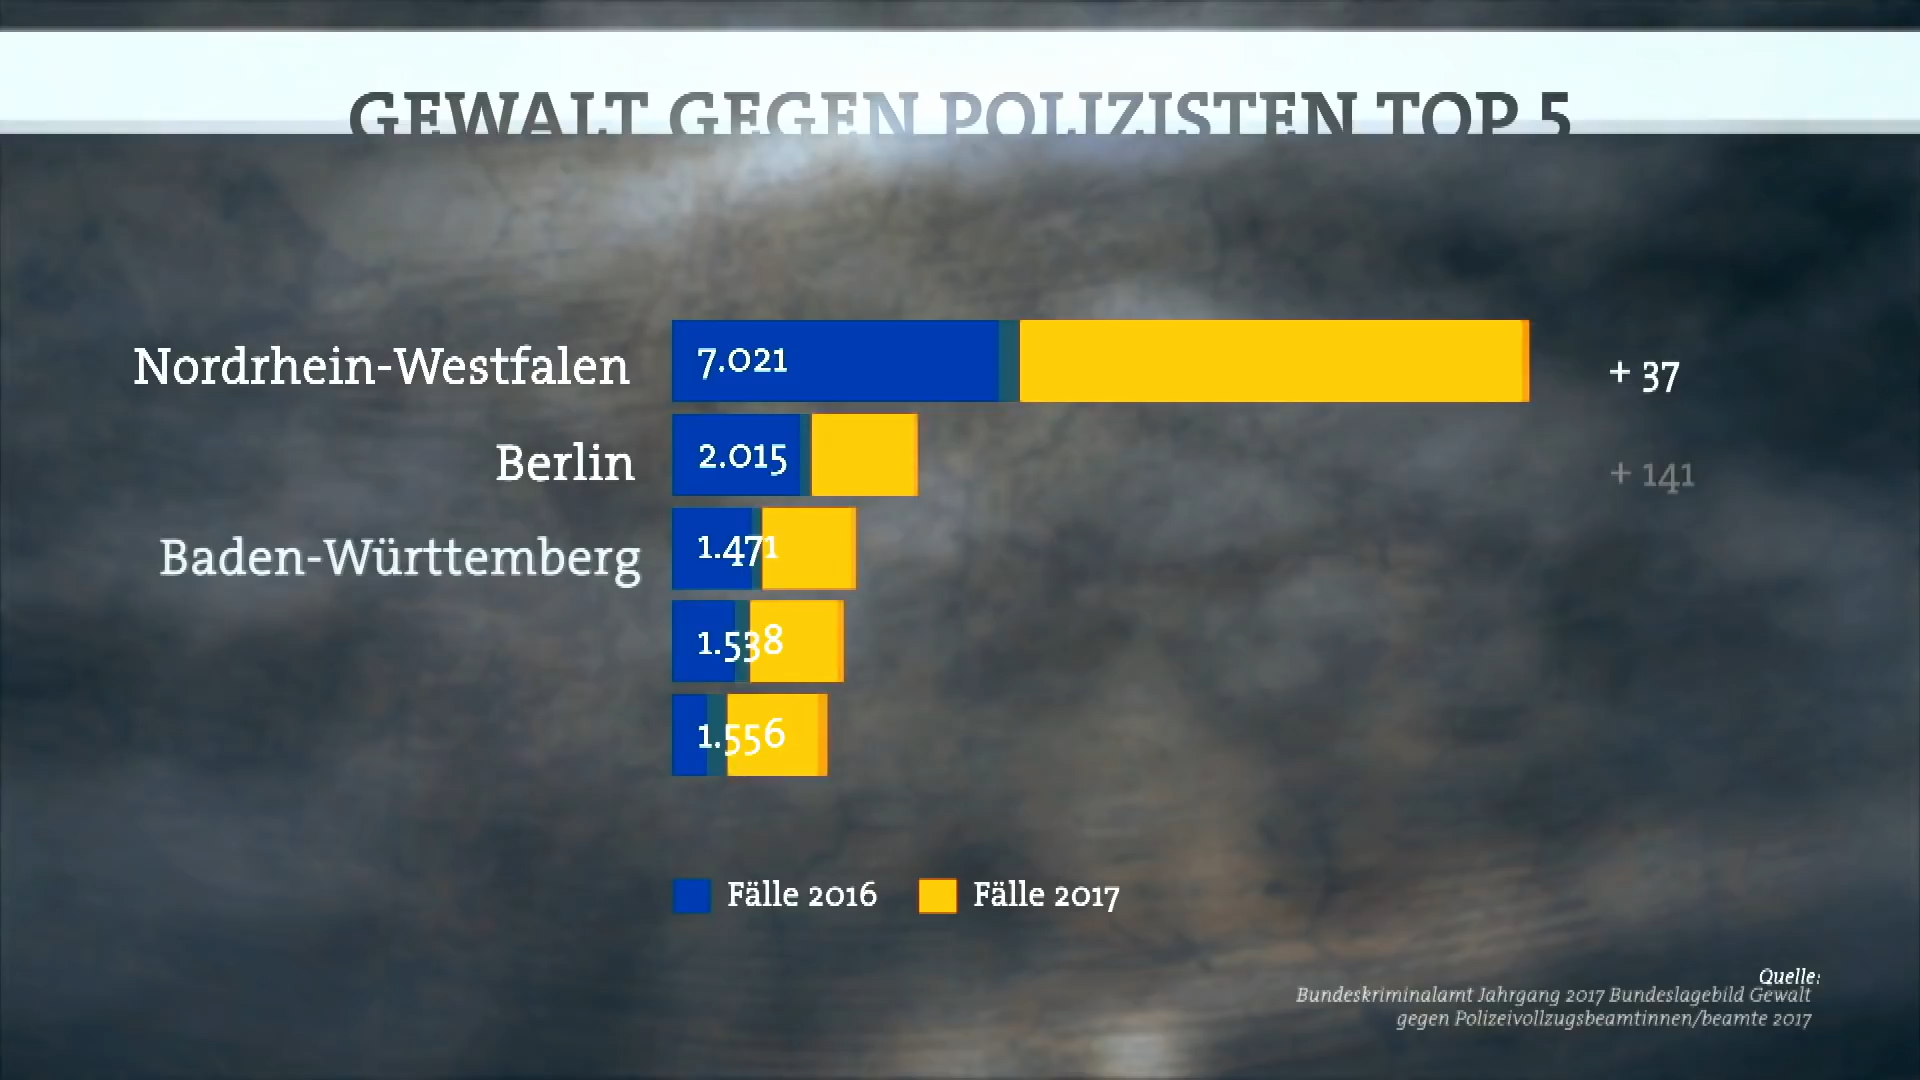 GEWALT GEGEN POLIZISTEN TOP 5
Nordrhein-Westfalen 7.021 + 37
Berlin 2.015 + 141
Baden-Württemberg 1.471
1.538
1.556
Fälle 2016 Fälle 2017
Quelle:
Bundeskriminalamt Jahrgang 2017 Bundeslagebild Gewalt
gegen Polizeivollzugsbeamtinnen/beamte 2017